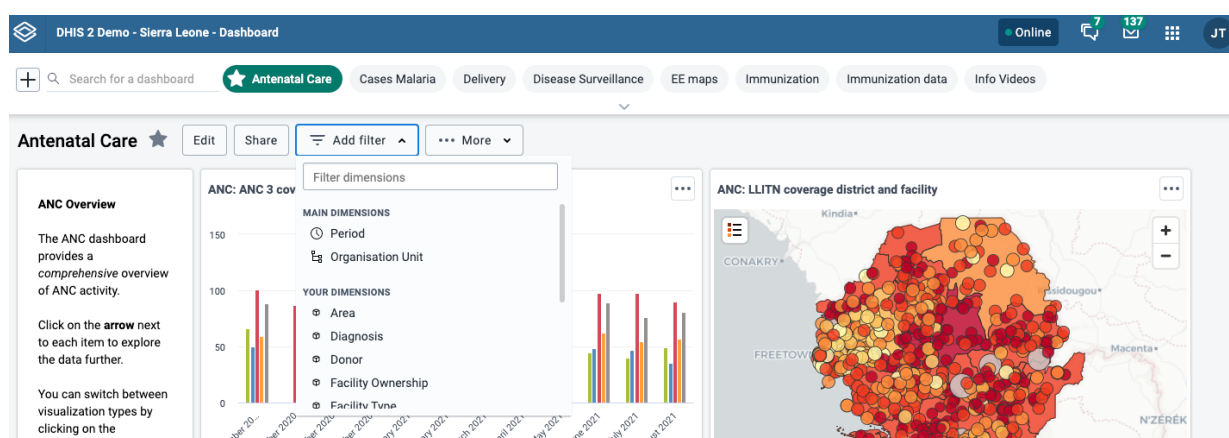 DHIS 2 Demo - Sierra Leone - Dashboard
Online
7
137
JT
Search for a dashboard
Antenatal Care
Cases Malaria
Delivery
Disease Surveillance
EE maps
Immunization
Immunization data
Info Videos
Antenatal Care
Edit
Share
Add filter
More
Filter dimensions
MAIN DIMENSIONS
Period
Organisation Unit
YOUR DIMENSIONS
Area
Diagnosis
Donor
Facility Ownership
Facility Type
ANC Overview
The ANC dashboard
provides a
comprehensive overview
of ANC activity.
Click on the arrow next
to each item to explore
the data further.
You can switch between
visualization types by
clicking on the
ANC: ANC 3 cov
150
100
50
0
2021
2021
2021
ANC: LLITN coverage district and facility
Kindia
CONAKRY
FREETOW
Macenta
N'ZÉRÉK
+
−